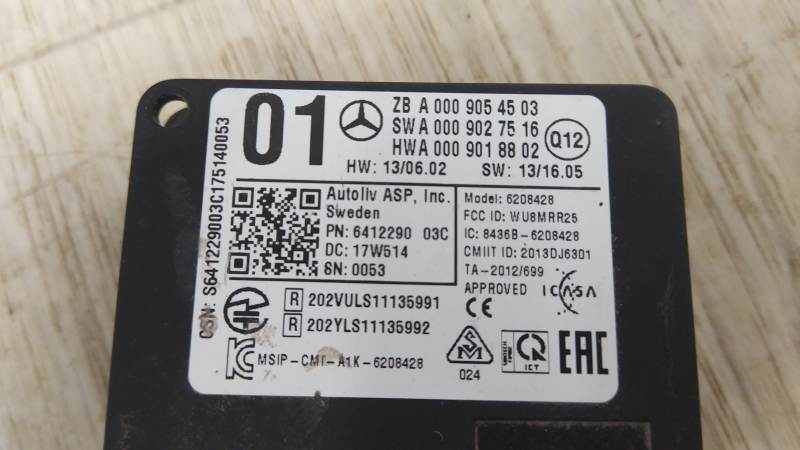 01
ZB A 000 905 45 03
SW A 000 902 75 16
HW A 000 901 88 02
Q12
HW: 13/06.02 SW: 13/16.05
CSN: S641229003C175140053
Autoliv ASP, Inc.
Sweden
PN: 6412290 03C
DC: 17W514
SN: 0053
Model: 6208428
FCC ID: WU8MRR25
IC: 8436B-6208428
CMIIT ID: 2013DJ6301
TA-2012/699
APPROVED ICASA
CE
R 202VULS11135991
R 202YLS11135992
MSIP-CMI-A1K-6208428
024
ICT
EAC